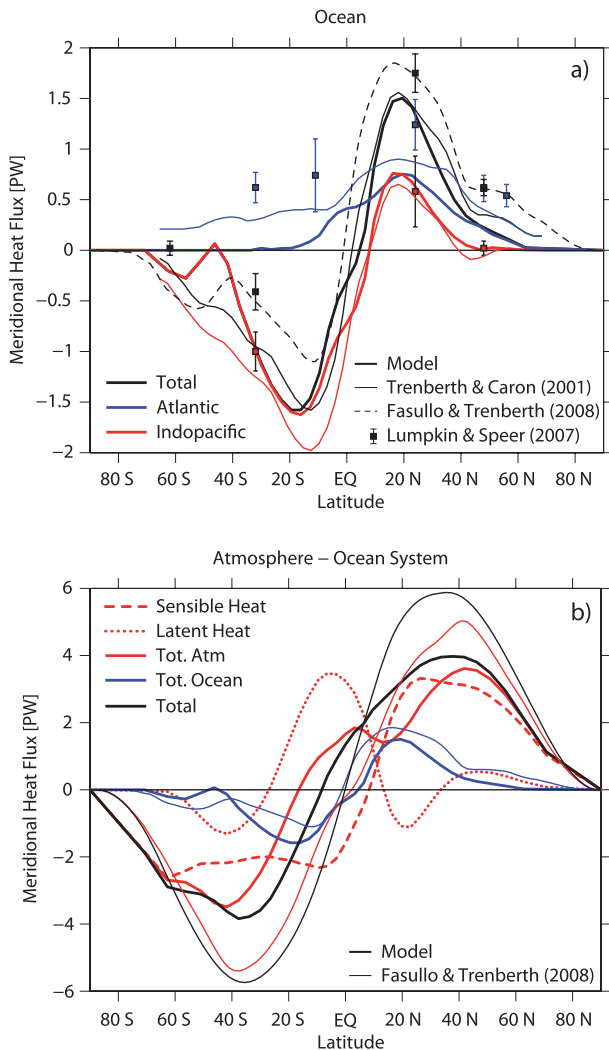 Ocean
a)
2
1.5
1
0.5
0
−0.5
−1
−1.5
−2
Meridional Heat Flux [PW]
Total
Atlantic
Indopacific
Model
Trenberth & Caron (2001)
Fasullo & Trenberth (2008)
Lumpkin & Speer (2007)
80 S 60 S 40 S 20 S EQ 20 N 40 N 60 N 80 N
Latitude
Atmosphere − Ocean System
b)
6
4
2
0
−2
−4
−6
Meridional Heat Flux [PW]
Sensible Heat
Latent Heat
Tot. Atm
Tot. Ocean
Total
Model
Fasullo & Trenberth (2008)
80 S 60 S 40 S 20 S EQ 20 N 40 N 60 N 80 N
Latitude